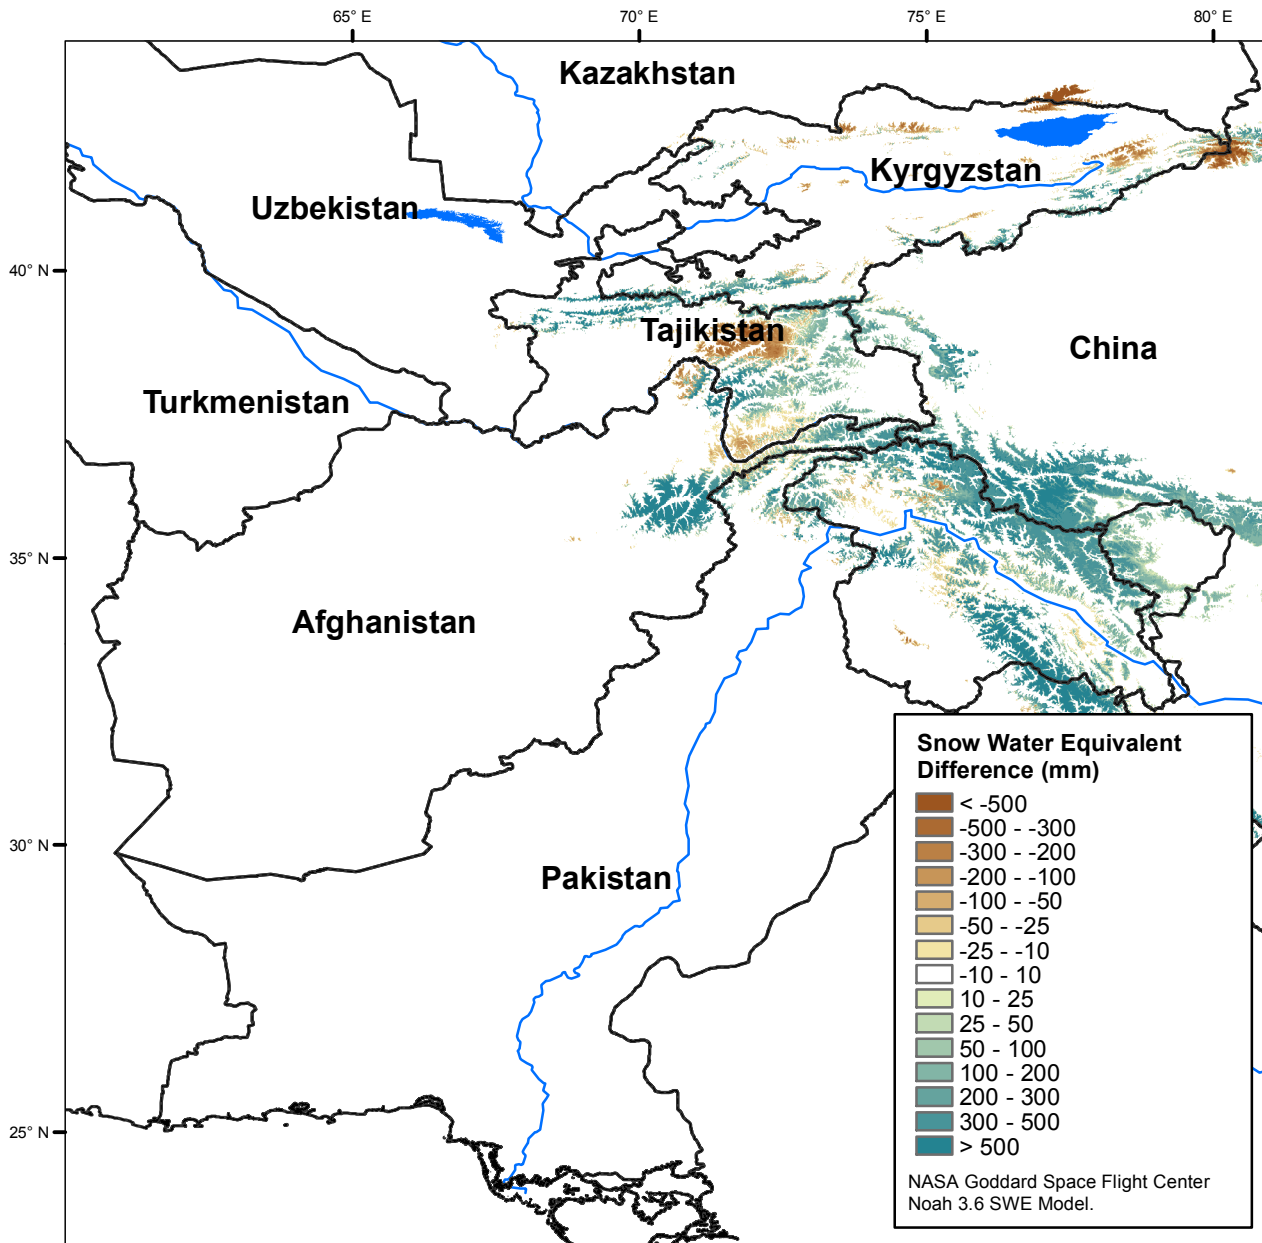 65° E
70° E
75° E
80° E
Kazakhstan
Kyrgyzstan
Uzbekistan
40° N
Tajikistan
China
Turkmenistan
35° N
Afghanistan
30° N
Pakistan
25° N
Snow Water Equivalent
Difference (mm)
< -500
-500 - -300
-300 - -200
-200 - -100
-100 - -50
-50 - -25
-25 - -10
-10 - 10
10 - 25
25 - 50
50 - 100
100 - 200
200 - 300
300 - 500
> 500
NASA Goddard Space Flight Center
Noah 3.6 SWE Model.